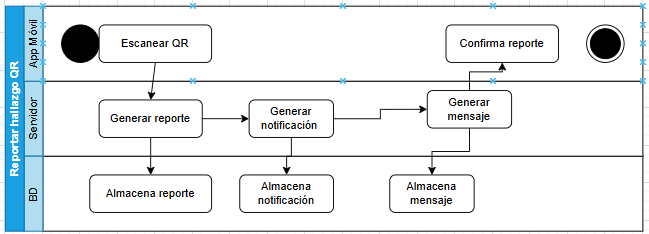 Reportar hallazgo QR
App Móvil
Escanear QR
Confirma reporte
Servidor
Generar reporte
Generar
notificación
Generar
mensaje
BD
Almacena reporte
Almacena
notificación
Almacena
mensaje